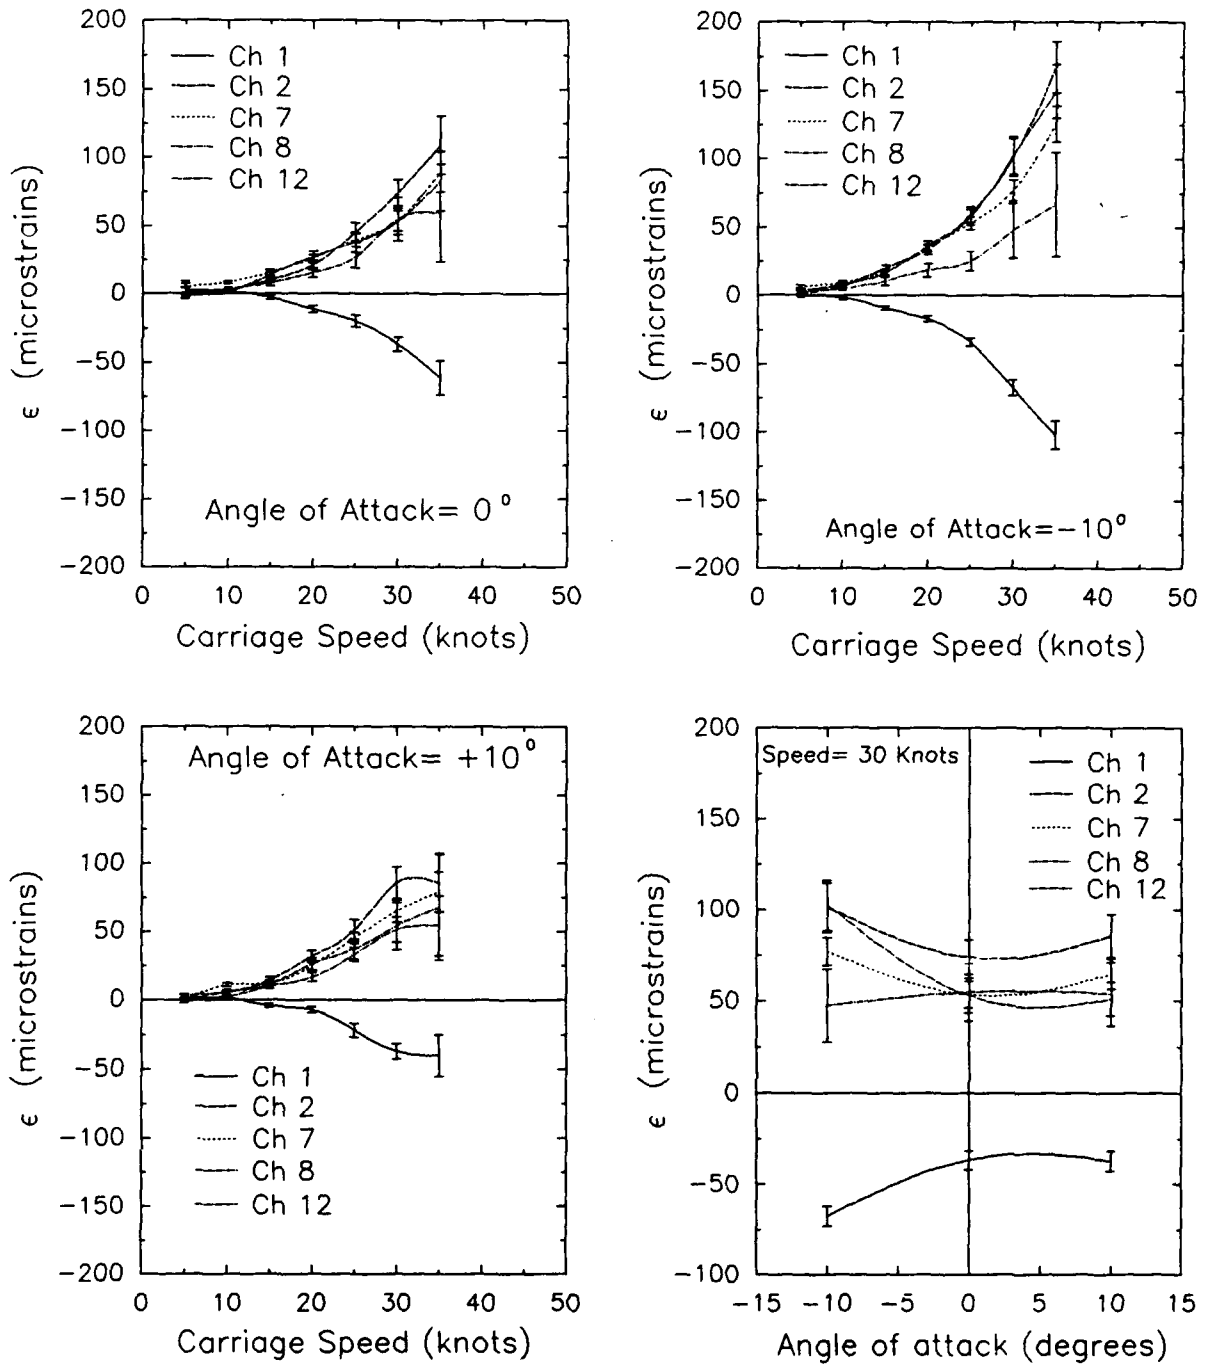 200
150
100
50
0
−50
−100
−150
−200
ϵ (microstrains)
Ch 1
Ch 2
Ch 7
Ch 8
Ch 12
Angle of Attack= 0°
0 10 20 30 40 50
Carriage Speed (knots)
200
150
100
50
0
−50
−100
−150
−200
ϵ (microstrains)
Ch 1
Ch 2
Ch 7
Ch 8
Ch 12
Angle of Attack=−10°
0 10 20 30 40 50
Carriage Speed (knots)
200
150
100
50
0
−50
−100
−150
−200
ϵ (microstrains)
Angle of Attack= +10°
Ch 1
Ch 2
Ch 7
Ch 8
Ch 12
0 10 20 30 40 50
Carriage Speed (knots)
200
150
100
50
0
−50
−100
ϵ (microstrains)
Speed= 30 Knots
Ch 1
Ch 2
Ch 7
Ch 8
Ch 12
−15 −10 −5 0 5 10 15
Angle of attack (degrees)